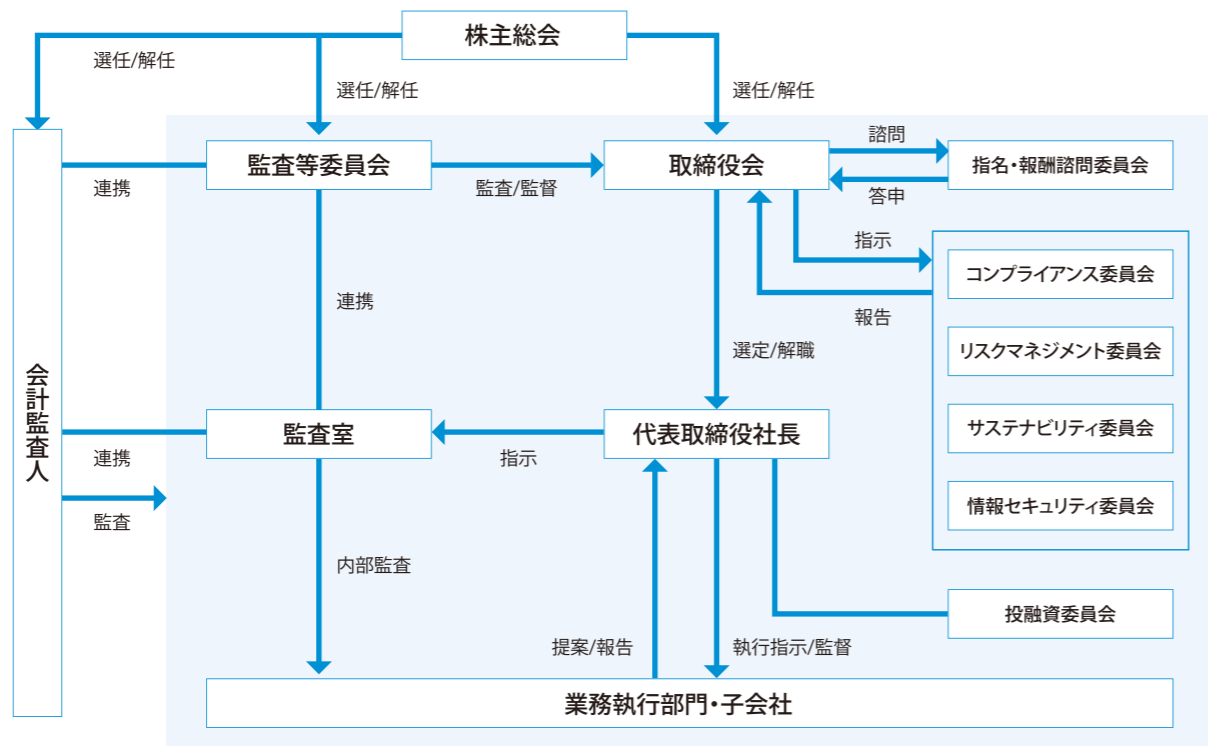 株主総会
選任/解任
選任/解任
選任/解任
監査等委員会
取締役会
諮問
指名・報酬諮問委員会
連携
監査/監督
答申
指示
コンプライアンス委員会
連携
報告
選定/解職
リスクマネジメント委員会
会計監査人
監査室
代表取締役社長
サステナビリティ委員会
連携
指示
監査
情報セキュリティ委員会
内部監査
投融資委員会
提案/報告
執行指示/監督
業務執行部門・子会社